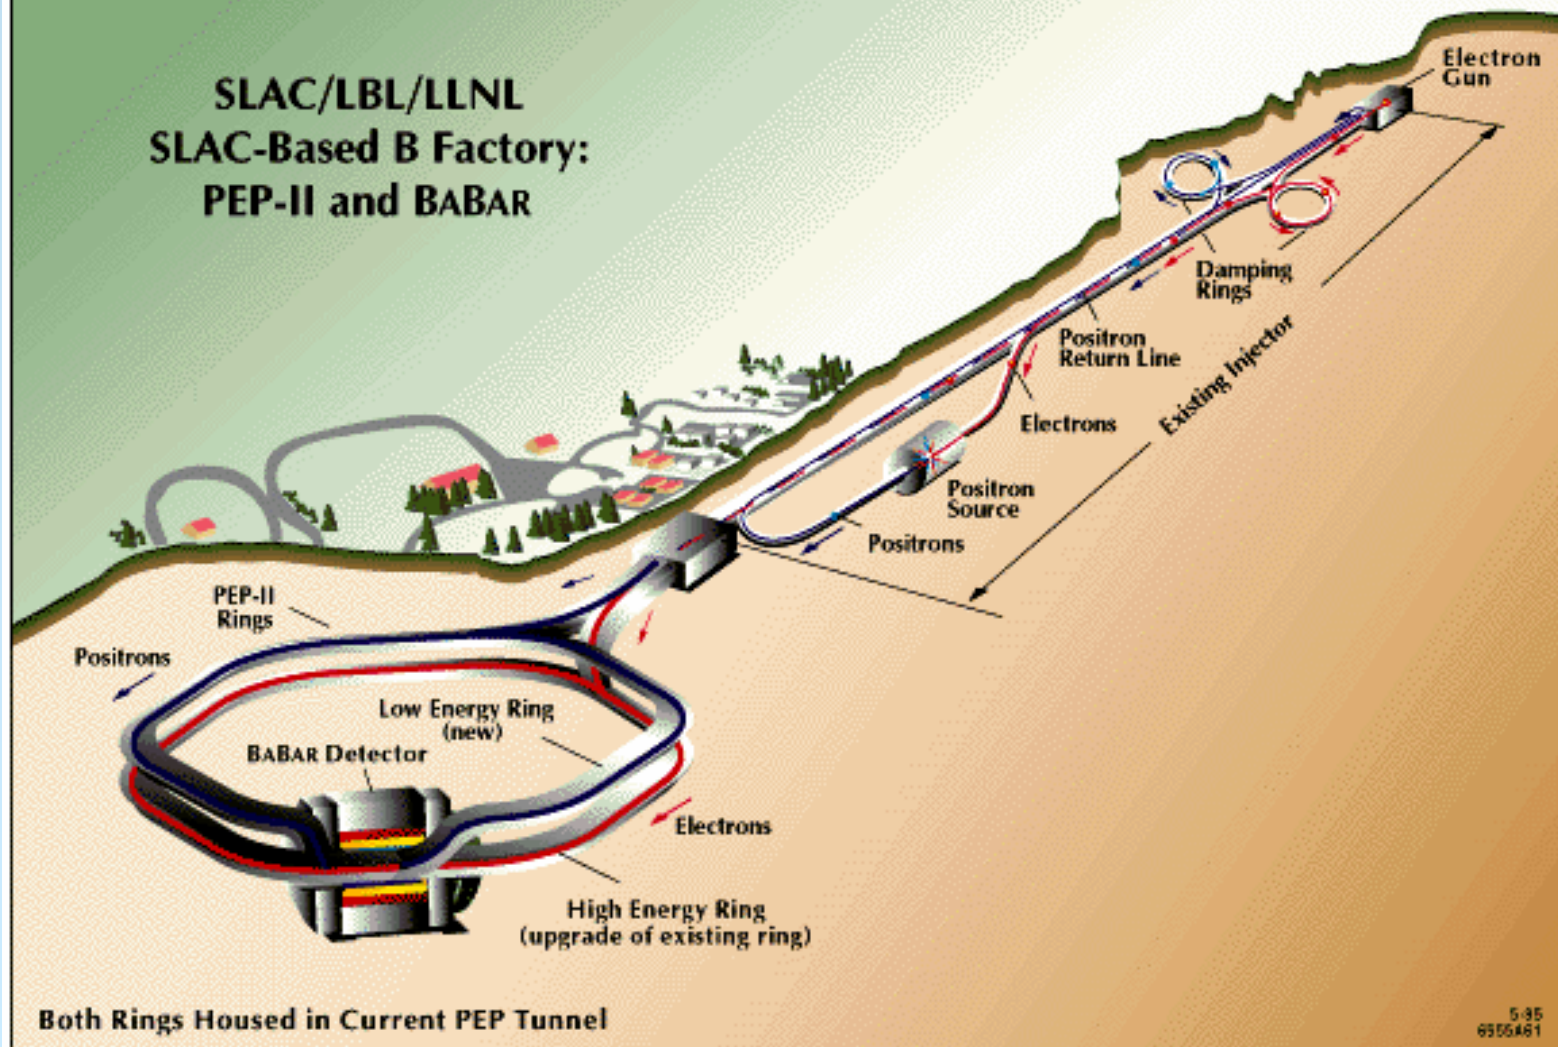 SLAC/LBL/LLNL
SLAC-Based B Factory:
PEP-II and BABAR
Electron
Gun
Damping
Rings
Positron
Return Line
Existing Injector
Electrons
Positron
Source
Positrons
PEP-II
Rings
Positrons
Low Energy Ring
(new)
BABAR Detector
Electrons
High Energy Ring
(upgrade of existing ring)
Both Rings Housed in Current PEP Tunnel
5-95
6955A61